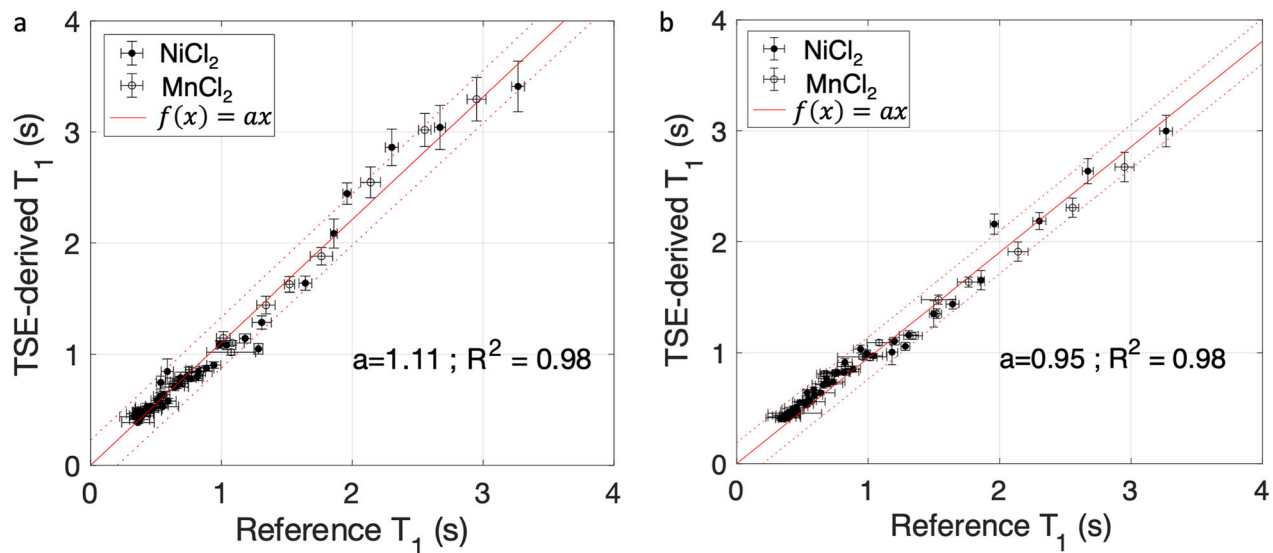 a
NiCl2
MnCl2
f(x) = ax
a=1.11 ; R2 = 0.98
TSE-derived T1 (s)
4
3
2
1
0
0 1 2 3 4
Reference T1 (s)
b
NiCl2
MnCl2
f(x) = ax
a=0.95 ; R2 = 0.98
TSE-derived T1 (s)
4
3
2
1
0
0 1 2 3 4
Reference T1 (s)